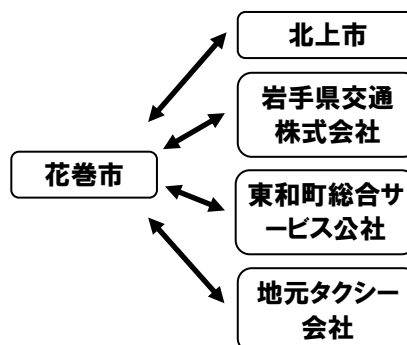 北上市
岩手県交通
株式会社
花巻市
東和町総合サ
ービス公社
地元タクシー
会社